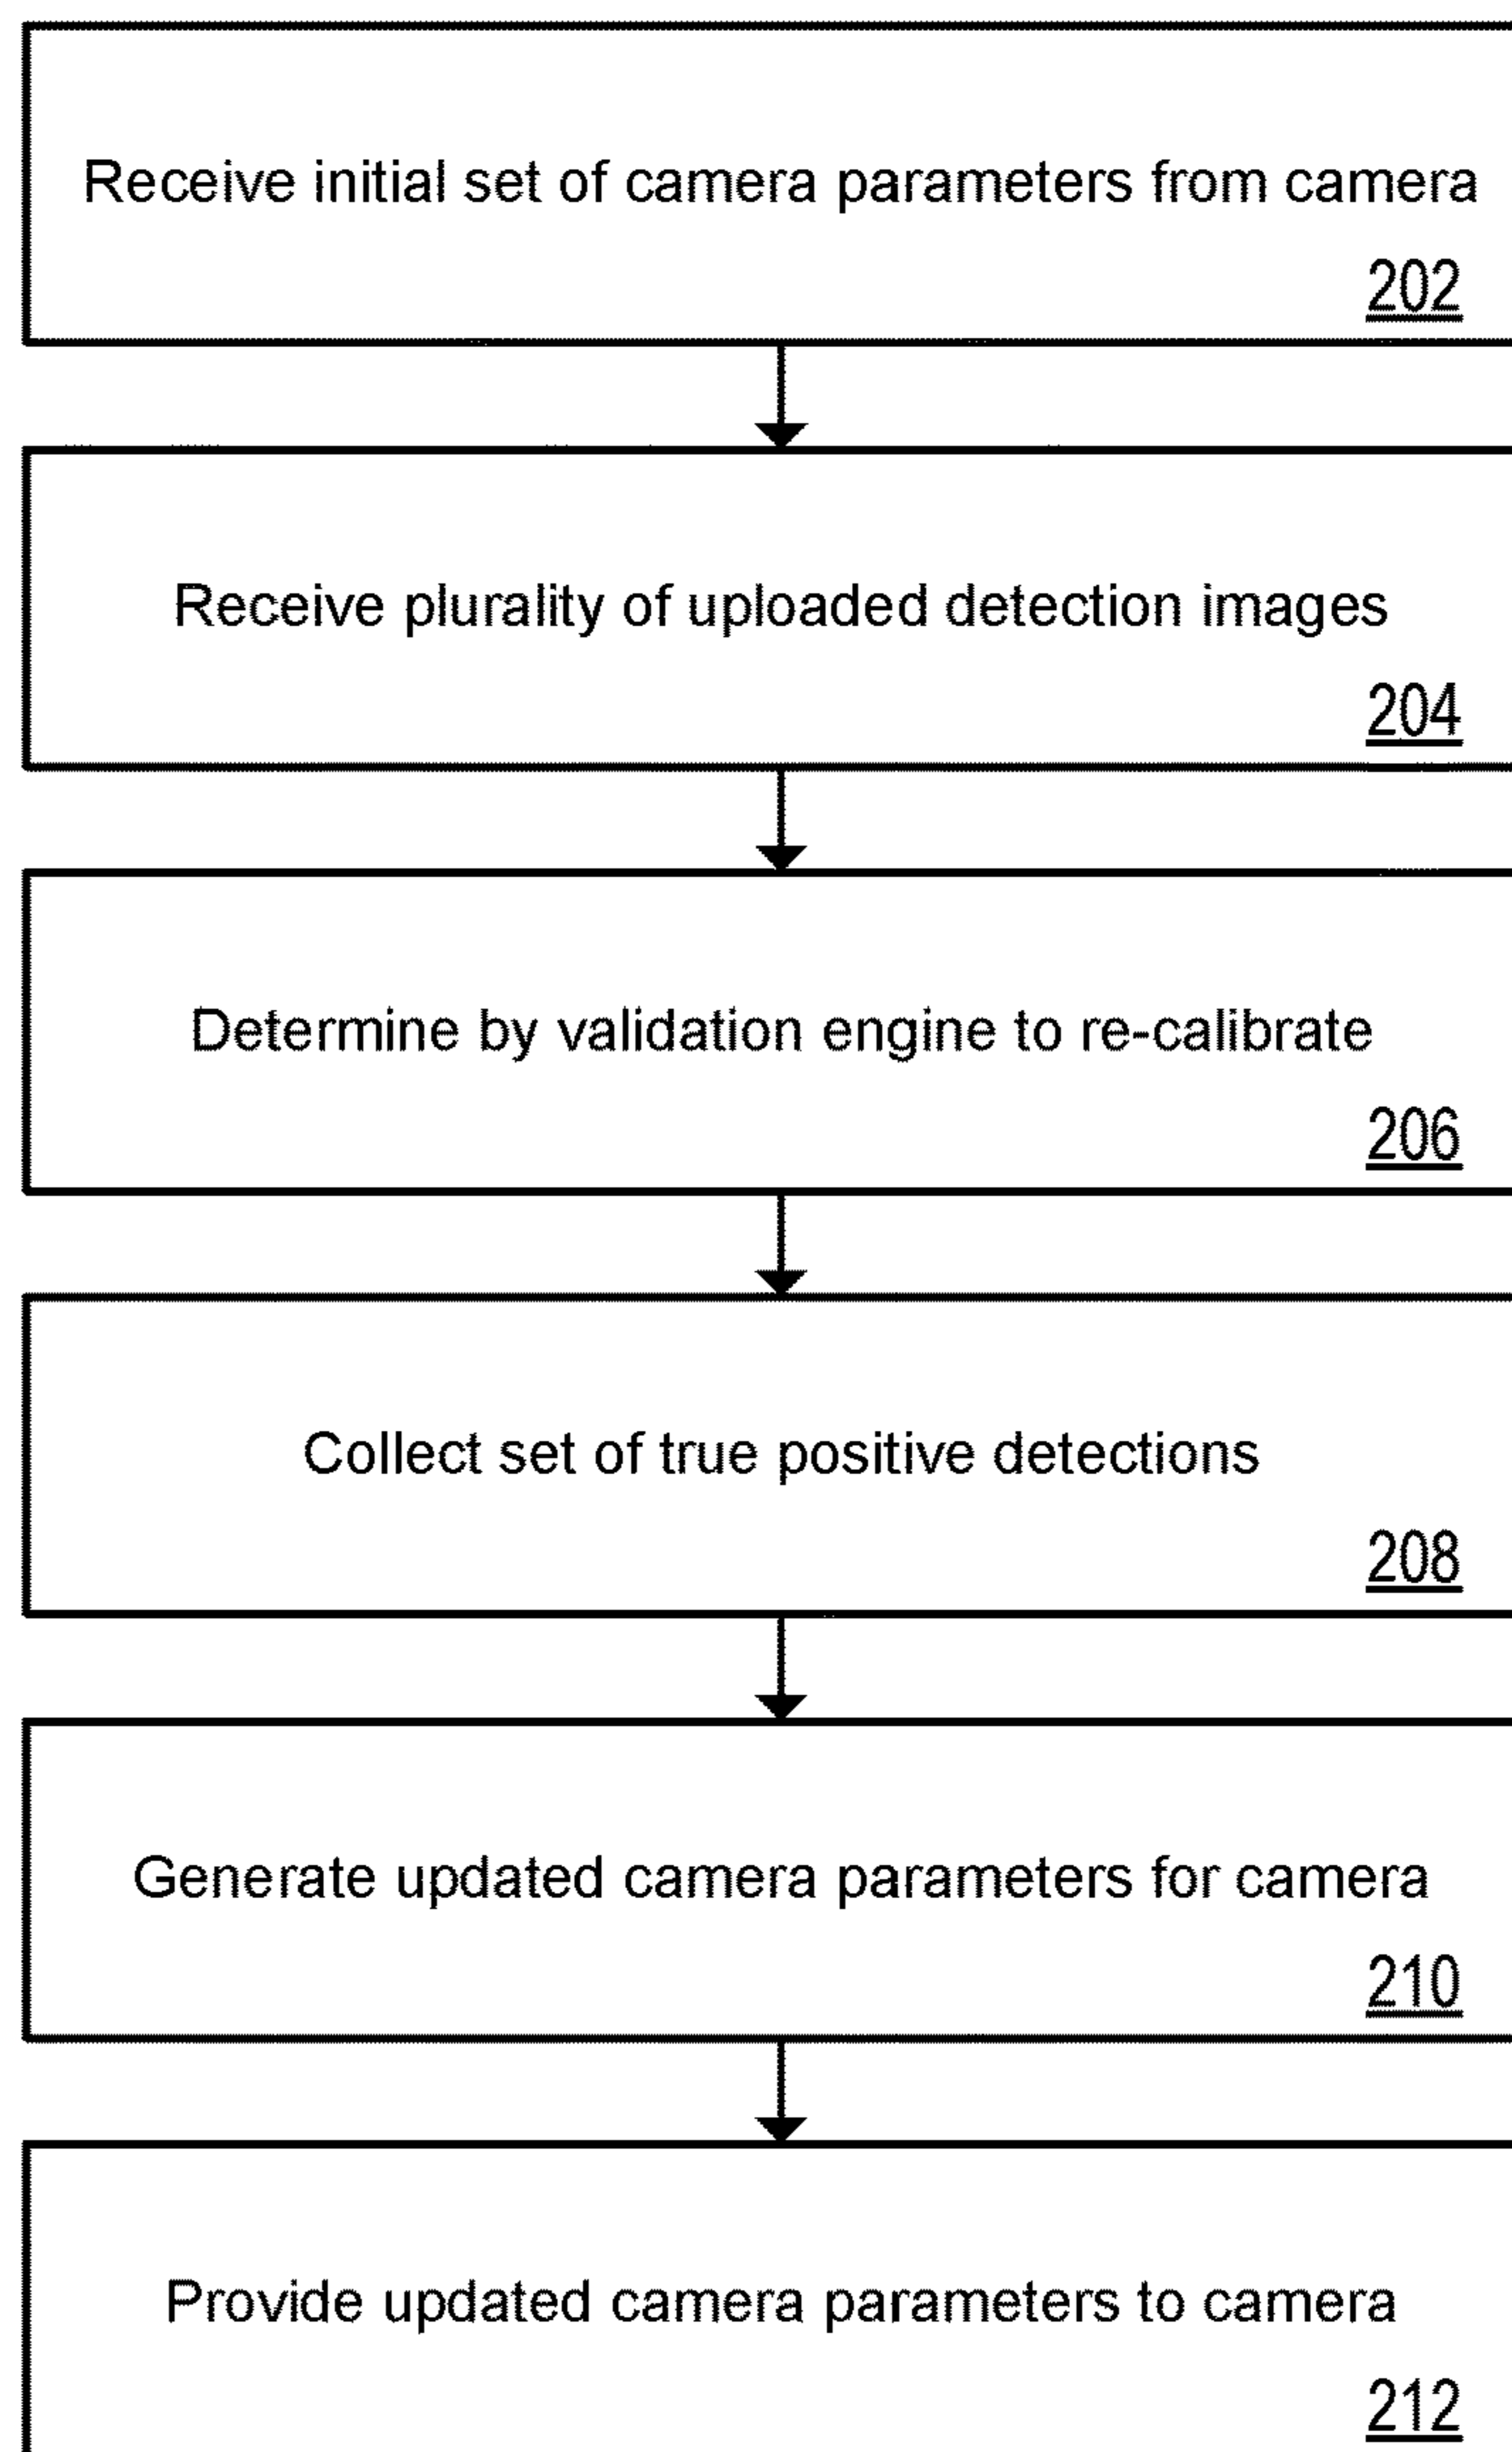 Receive initial set of camera parameters from camera
202
Receive plurality of uploaded detection images
204
Determine by validation engine to re-calibrate
206
Collect set of true positive detections
208
Generate updated camera parameters for camera
210
Provide updated camera parameters to camera
212